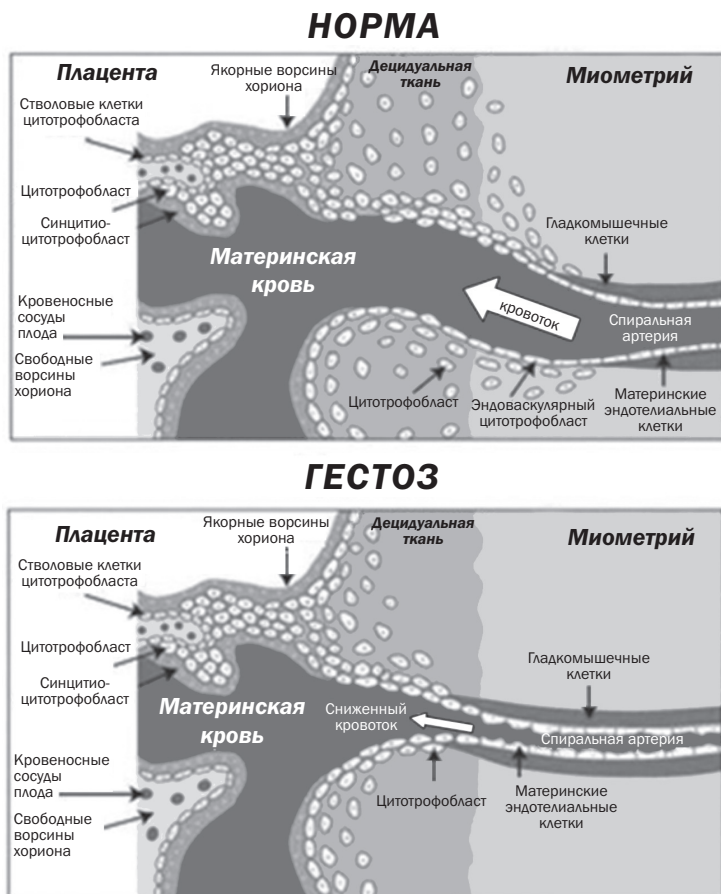 НОРМА
Плацента
Якорные ворсины
хориона
Децидуальная
ткань
Миометрий
Стволовые клетки
цитотрофобласта
Цитотрофобласт
Синцитио-
цитотрофобласт
Материнская
кровь
Гладкомышечные
клетки
кровоток
Спиральная
артерия
Кровеносные
сосуды
плода
Свободные
ворсины
хориона
Цитотрофобласт
Эндоваскулярный
цитотрофобласт
Материнские
эндотелиальные
клетки
ГЕСТОЗ
Плацента
Якорные ворсины
хориона
Децидуальная
ткань
Миометрий
Стволовые клетки
цитотрофобласта
Цитотрофобласт
Синцитио-
цитотрофобласт
Материнская
кровь
Сниженный
кровоток
Гладкомышечные
клетки
Спиральная артерия
Кровеносные
сосуды
плода
Свободные
ворсины
хориона
Цитотрофобласт
Материнские
эндотелиальные
клетки